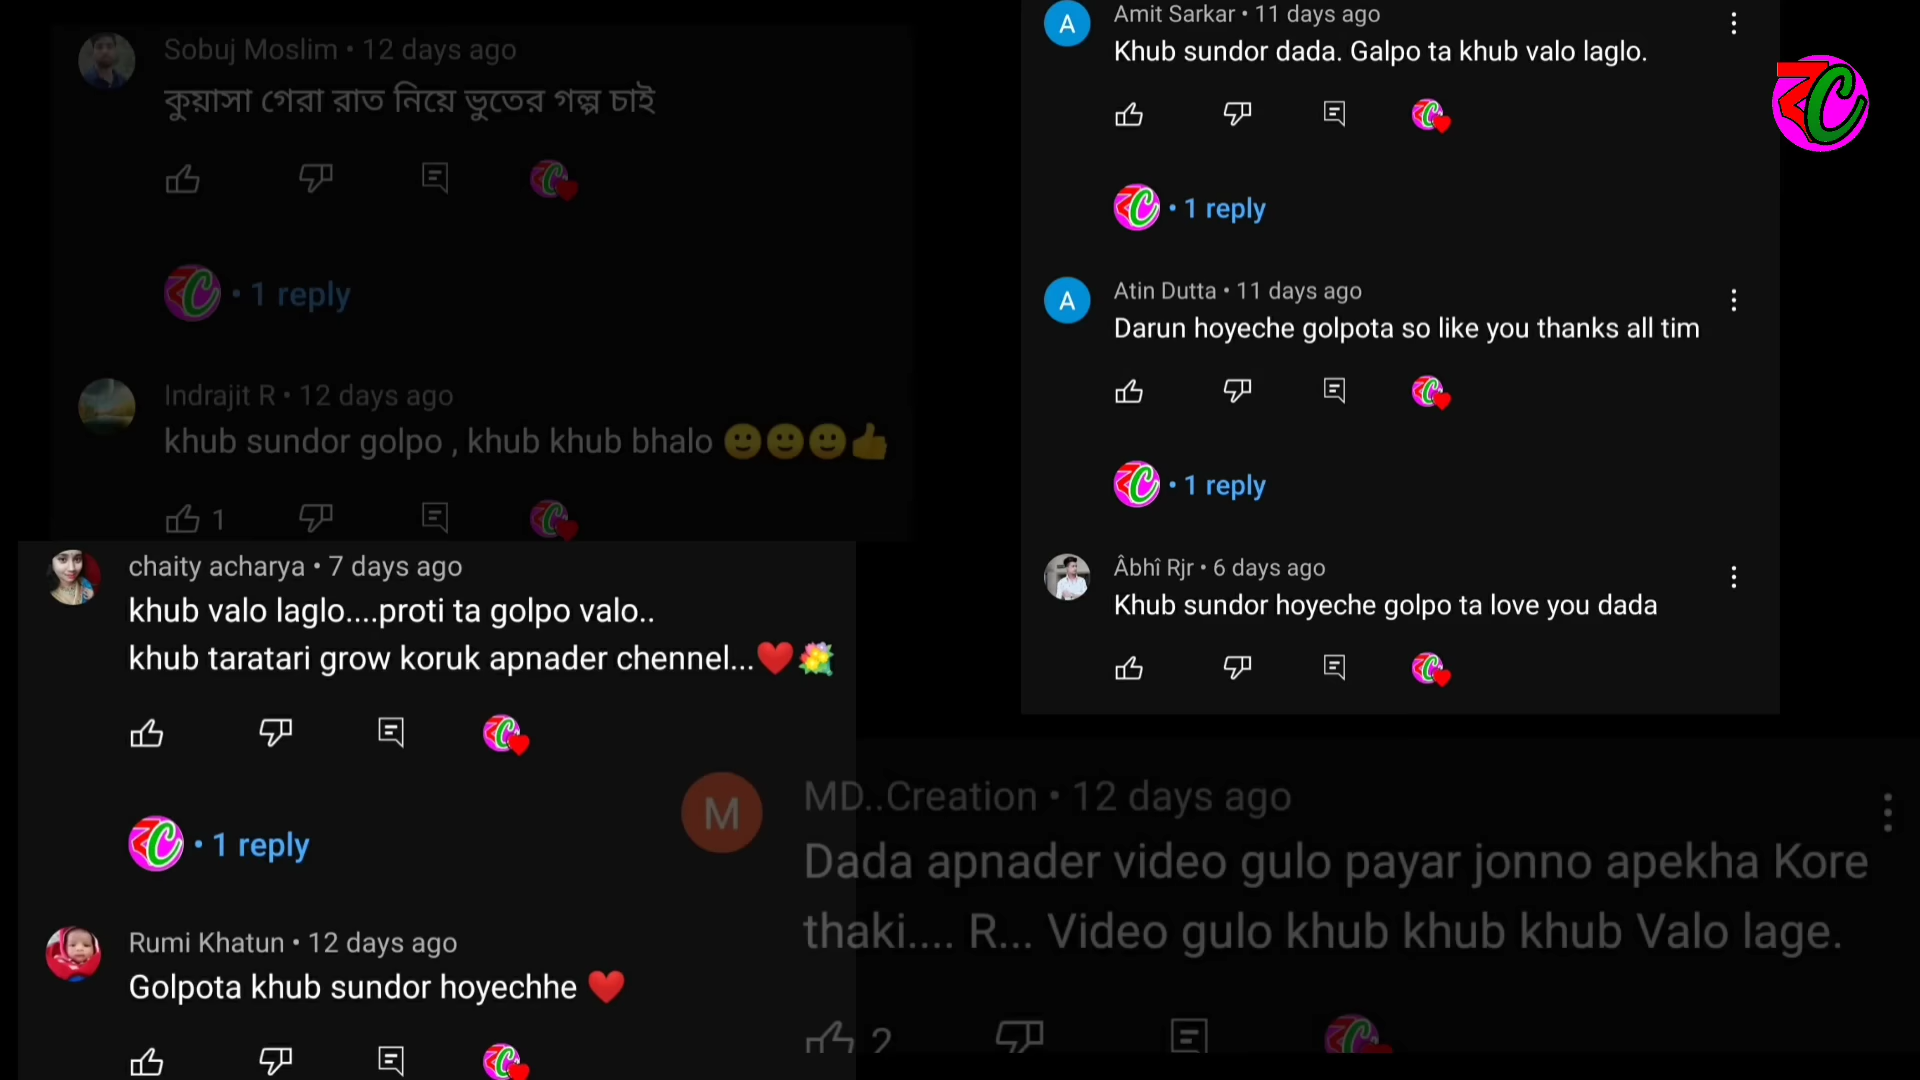 Sobuj Moslim • 12 days ago
কুয়াসা গেরা রাত নিয়ে ভুতের গল্প চাই
• 1 reply
Indrajit R • 12 days ago
khub sundor golpo , khub khub bhalo 🙂🙂🙂👍
1
chaity acharya • 7 days ago
khub valo laglo....proti ta golpo valo..
khub taratari grow koruk apnader chennel...❤️💐
• 1 reply
Rumi Khatun • 12 days ago
Golpota khub sundor hoyechhe ❤️
A
Amit Sarkar • 11 days ago
Khub sundor dada. Galpo ta khub valo laglo.
• 1 reply
A
Atin Dutta • 11 days ago
Darun hoyeche golpota so like you thanks all tim
• 1 reply
Âbhî Rjr • 6 days ago
Khub sundor hoyeche golpo ta love you dada
M
MD..Creation • 12 days ago
Dada apnader video gulo payar jonno apekha Kore
thaki.... R... Video gulo khub khub khub Valo lage.
2